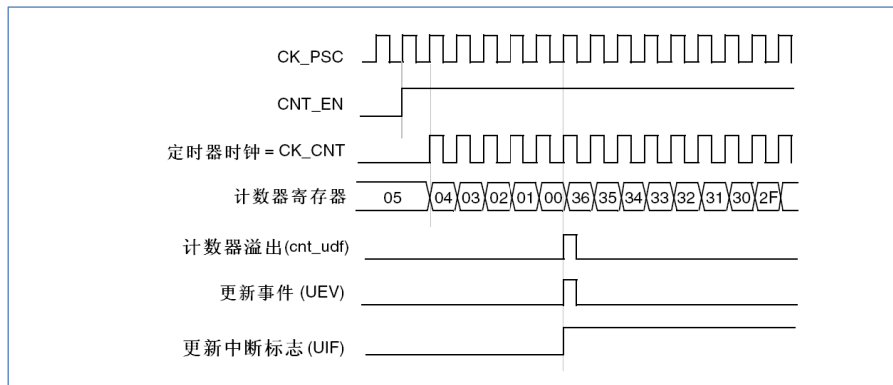 CK_PSC
CNT_EN
定时器时钟 = CK_CNT
计数器寄存器 05 04 03 02 01 00 36 35 34 33 32 31 30 2F
计数器溢出(cnt_udf)
更新事件 (UEV)
更新中断标志 (UIF)